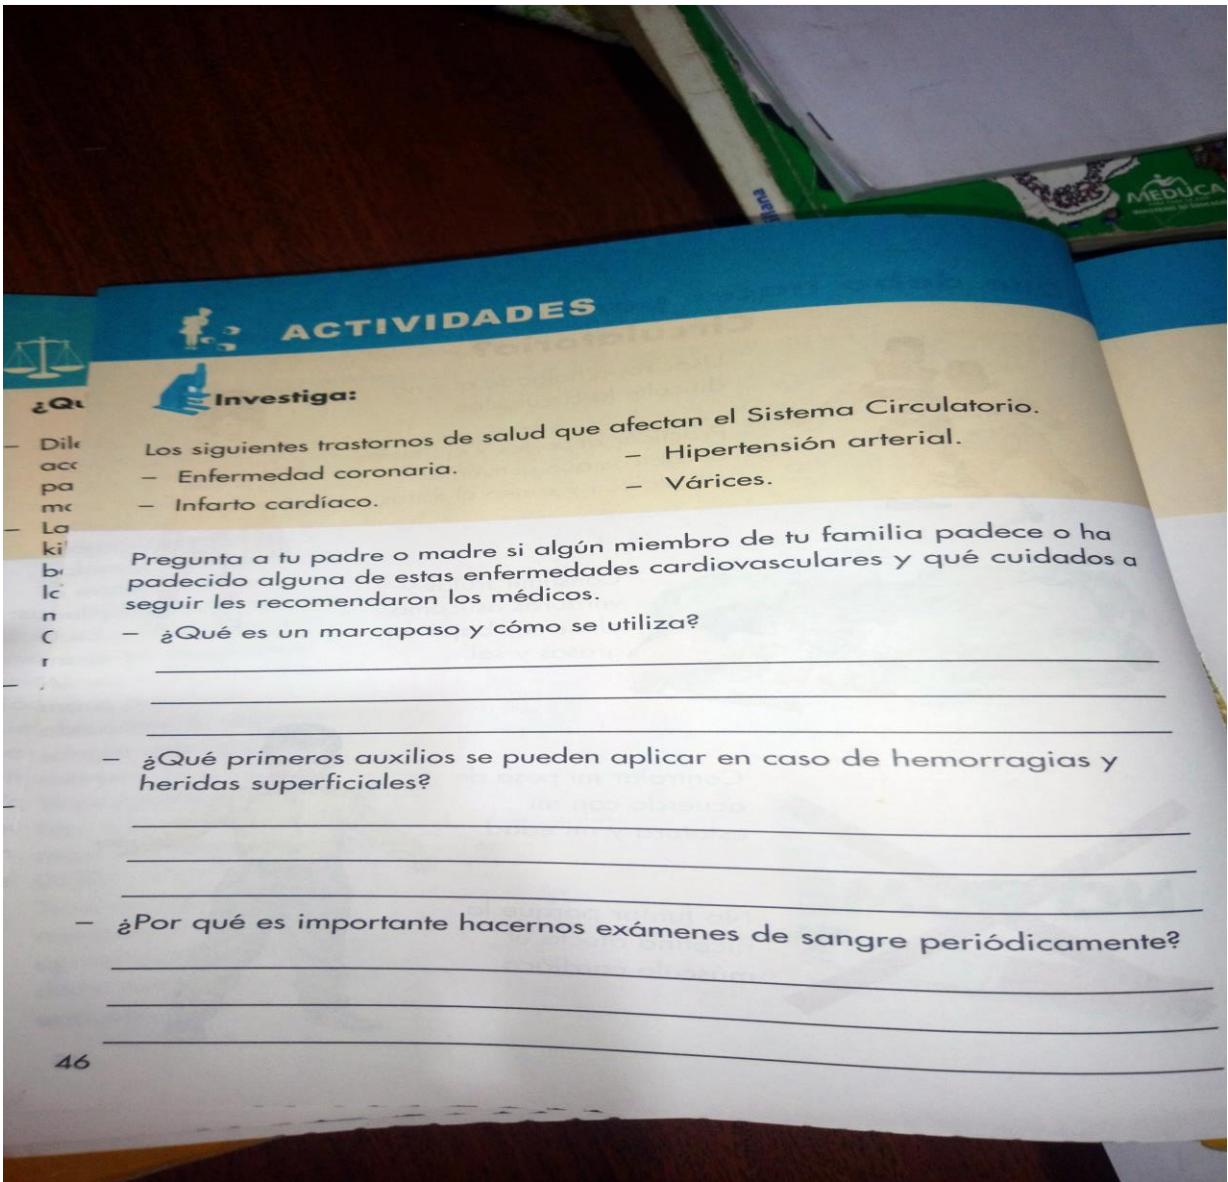 MEDUCA
ACTIVIDADES
Investiga:
Los siguientes trastornos de salud que afectan el Sistema Circulatorio.
– Enfermedad coronaria.
– Hipertensión arterial.
– Infarto cardíaco.
– Várices.
Pregunta a tu padre o madre si algún miembro de tu familia padece o ha
padecido alguna de estas enfermedades cardiovasculares y qué cuidados a
seguir les recomendaron los médicos.
– ¿Qué es un marcapaso y cómo se utiliza?
– ¿Qué primeros auxilios se pueden aplicar en caso de hemorragias y
heridas superficiales?
– ¿Por qué es importante hacernos exámenes de sangre periódicamente?
46